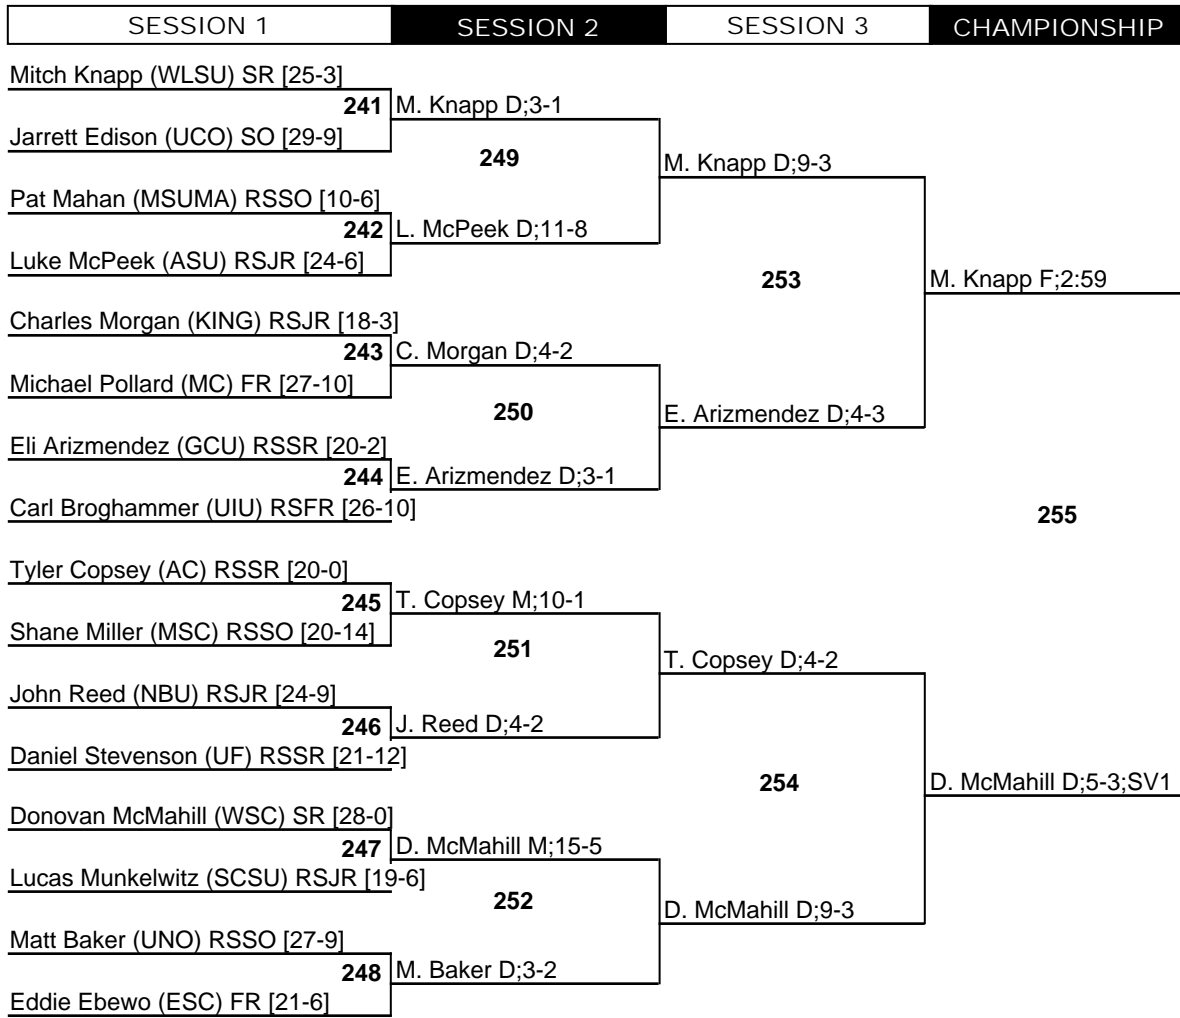 SESSION 1 SESSION 2 SESSION 3 CHAMPIONSHIP
Mitch Knapp (WLSU) SR [25-3]
241 M. Knapp D;3-1
Jarrett Edison (UCO) SO [29-9]
249
M. Knapp D;9-3
Pat Mahan (MSUMA) RSSO [10-6]
242 L. McPeek D;11-8
Luke McPeek (ASU) RSJR [24-6]
253
M. Knapp F;2:59
Charles Morgan (KING) RSJR [18-3]
243 C. Morgan D;4-2
Michael Pollard (MC) FR [27-10]
250
E. Arizmendez D;4-3
Eli Arizmendez (GCU) RSSR [20-2]
244 E. Arizmendez D;3-1
Carl Broghammer (UIU) RSFR [26-10]
255
Tyler Copsey (AC) RSSR [20-0]
245 T. Copsey M;10-1
Shane Miller (MSC) RSSO [20-14]
251
T. Copsey D;4-2
John Reed (NBU) RSJR [24-9]
246 J. Reed D;4-2
Daniel Stevenson (UF) RSSR [21-12]
254
D. McMahill D;5-3;SV1
Donovan McMahill (WSC) SR [28-0]
247 D. McMahill M;15-5
Lucas Munkelwitz (SCSU) RSJR [19-6]
252
D. McMahill D;9-3
Matt Baker (UNO) RSSO [27-9]
248 M. Baker D;3-2
Eddie Ebewo (ESC) FR [21-6]